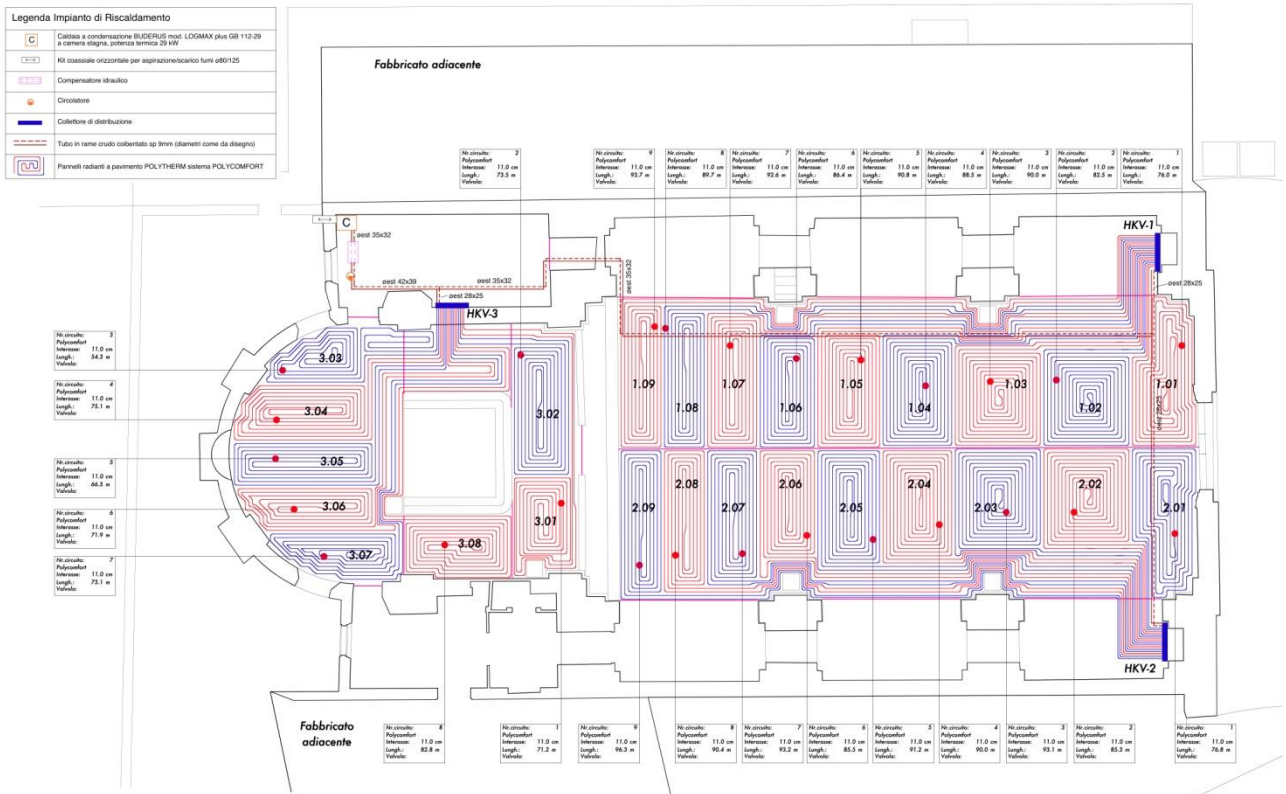 Legenda Impianto di Riscaldamento
C
Caldaia a condensazione BUDERUS mod. LOGMAX plus GB 112-29
a camera stagna, potenza termica 29 kW
Kit coassiale orizzontale per aspirazione/scarico fumi ø80/125
Compensatore idraulico
Circolatore
Collettore di distribuzione
Tubo in rame crudo coibentato sp 9mm (diametri come da disegno)
Pannelli radianti a pavimento POLYTHERM sistema POLYCOMFORT
Fabbricato adiacente
Nr.circuito: 2
Polycomfort
Interasse: 11.0 cm
Lungh.: 73.5 m
Valvola:
Nr.circuito: 9
Polycomfort
Interasse: 11.0 cm
Lungh.: 93.7 m
Valvola:
Nr.circuito: 8
Polycomfort
Interasse: 11.0 cm
Lungh.: 89.7 m
Valvola:
Nr.circuito: 7
Polycomfort
Interasse: 11.0 cm
Lungh.: 92.6 m
Valvola:
Nr.circuito: 6
Polycomfort
Interasse: 11.0 cm
Lungh.: 86.4 m
Valvola:
Nr.circuito: 5
Polycomfort
Interasse: 11.0 cm
Lungh.: 90.8 m
Valvola:
Nr.circuito: 4
Polycomfort
Interasse: 11.0 cm
Lungh.: 88.5 m
Valvola:
Nr.circuito: 3
Polycomfort
Interasse: 11.0 cm
Lungh.: 90.0 m
Valvola:
Nr.circuito: 2
Polycomfort
Interasse: 11.0 cm
Lungh.: 82.5 m
Valvola:
Nr.circuito: 1
Polycomfort
Interasse: 11.0 cm
Lungh.: 76.0 m
Valvola:
C
øest 35x32
øest 42x39
øest 35x32
øest 28x25
HKV-3
øest 35x32
HKV-1
øest 28x25
øest 28x25
Nr.circuito: 3
Polycomfort
Interasse: 11.0 cm
Lungh.: 54.3 m
Valvola:
Nr.circuito: 4
Polycomfort
Interasse: 11.0 cm
Lungh.: 75.1 m
Valvola:
Nr.circuito: 5
Polycomfort
Interasse: 11.0 cm
Lungh.: 66.5 m
Valvola:
Nr.circuito: 6
Polycomfort
Interasse: 11.0 cm
Lungh.: 71.9 m
Valvola:
Nr.circuito: 7
Polycomfort
Interasse: 11.0 cm
Lungh.: 73.1 m
Valvola:
3.03
3.04
3.05
3.06
3.07
3.08
3.02
3.01
1.09
1.08
1.07
1.06
1.05
1.04
1.03
1.02
1.01
2.09
2.08
2.07
2.06
2.05
2.04
2.03
2.02
2.01
HKV-2
Fabbricato
adiacente
Nr.circuito: 8
Polycomfort
Interasse: 11.0 cm
Lungh.: 82.8 m
Valvola:
Nr.circuito: 1
Polycomfort
Interasse: 11.0 cm
Lungh.: 71.2 m
Valvola:
Nr.circuito: 9
Polycomfort
Interasse: 11.0 cm
Lungh.: 96.3 m
Valvola:
Nr.circuito: 8
Polycomfort
Interasse: 11.0 cm
Lungh.: 90.4 m
Valvola:
Nr.circuito: 7
Polycomfort
Interasse: 11.0 cm
Lungh.: 93.2 m
Valvola:
Nr.circuito: 6
Polycomfort
Interasse: 11.0 cm
Lungh.: 85.5 m
Valvola:
Nr.circuito: 5
Polycomfort
Interasse: 11.0 cm
Lungh.: 91.2 m
Valvola:
Nr.circuito: 4
Polycomfort
Interasse: 11.0 cm
Lungh.: 90.0 m
Valvola:
Nr.circuito: 3
Polycomfort
Interasse: 11.0 cm
Lungh.: 93.1 m
Valvola:
Nr.circuito: 2
Polycomfort
Interasse: 11.0 cm
Lungh.: 85.3 m
Valvola:
Nr.circuito: 1
Polycomfort
Interasse: 11.0 cm
Lungh.: 76.8 m
Valvola: